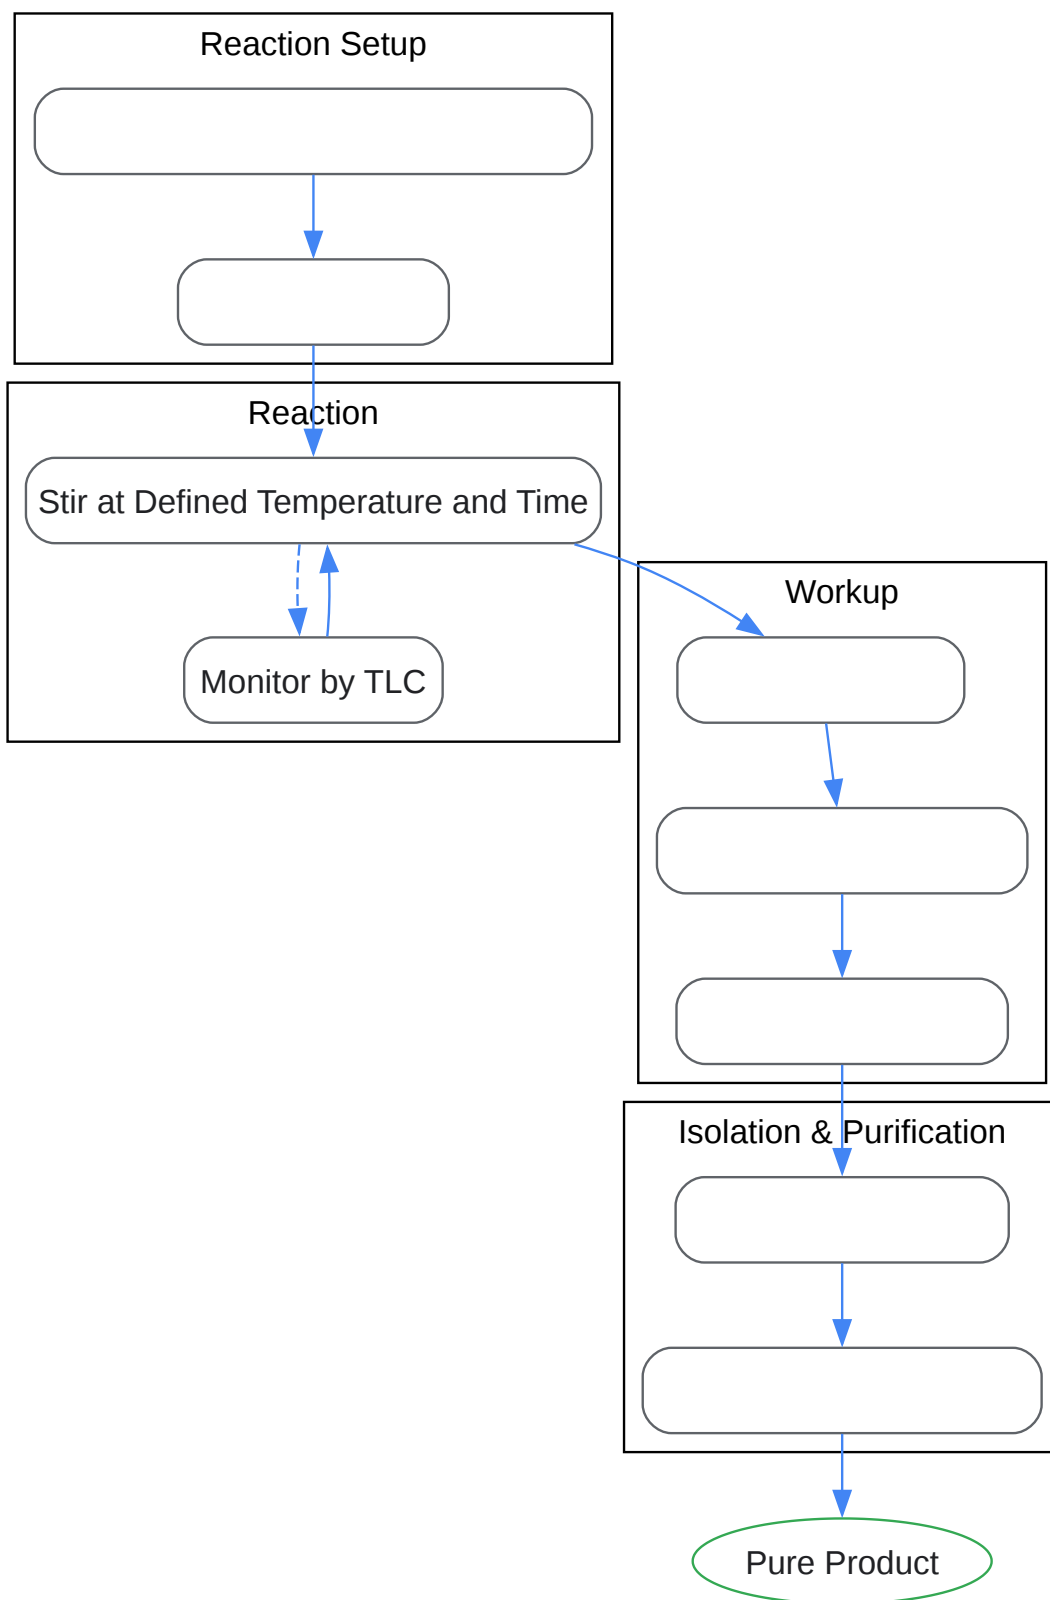 Reaction Setup
Reaction
Stir at Defined Temperature and Time
Monitor by TLC
Workup
Isolation & Purification
Pure Product